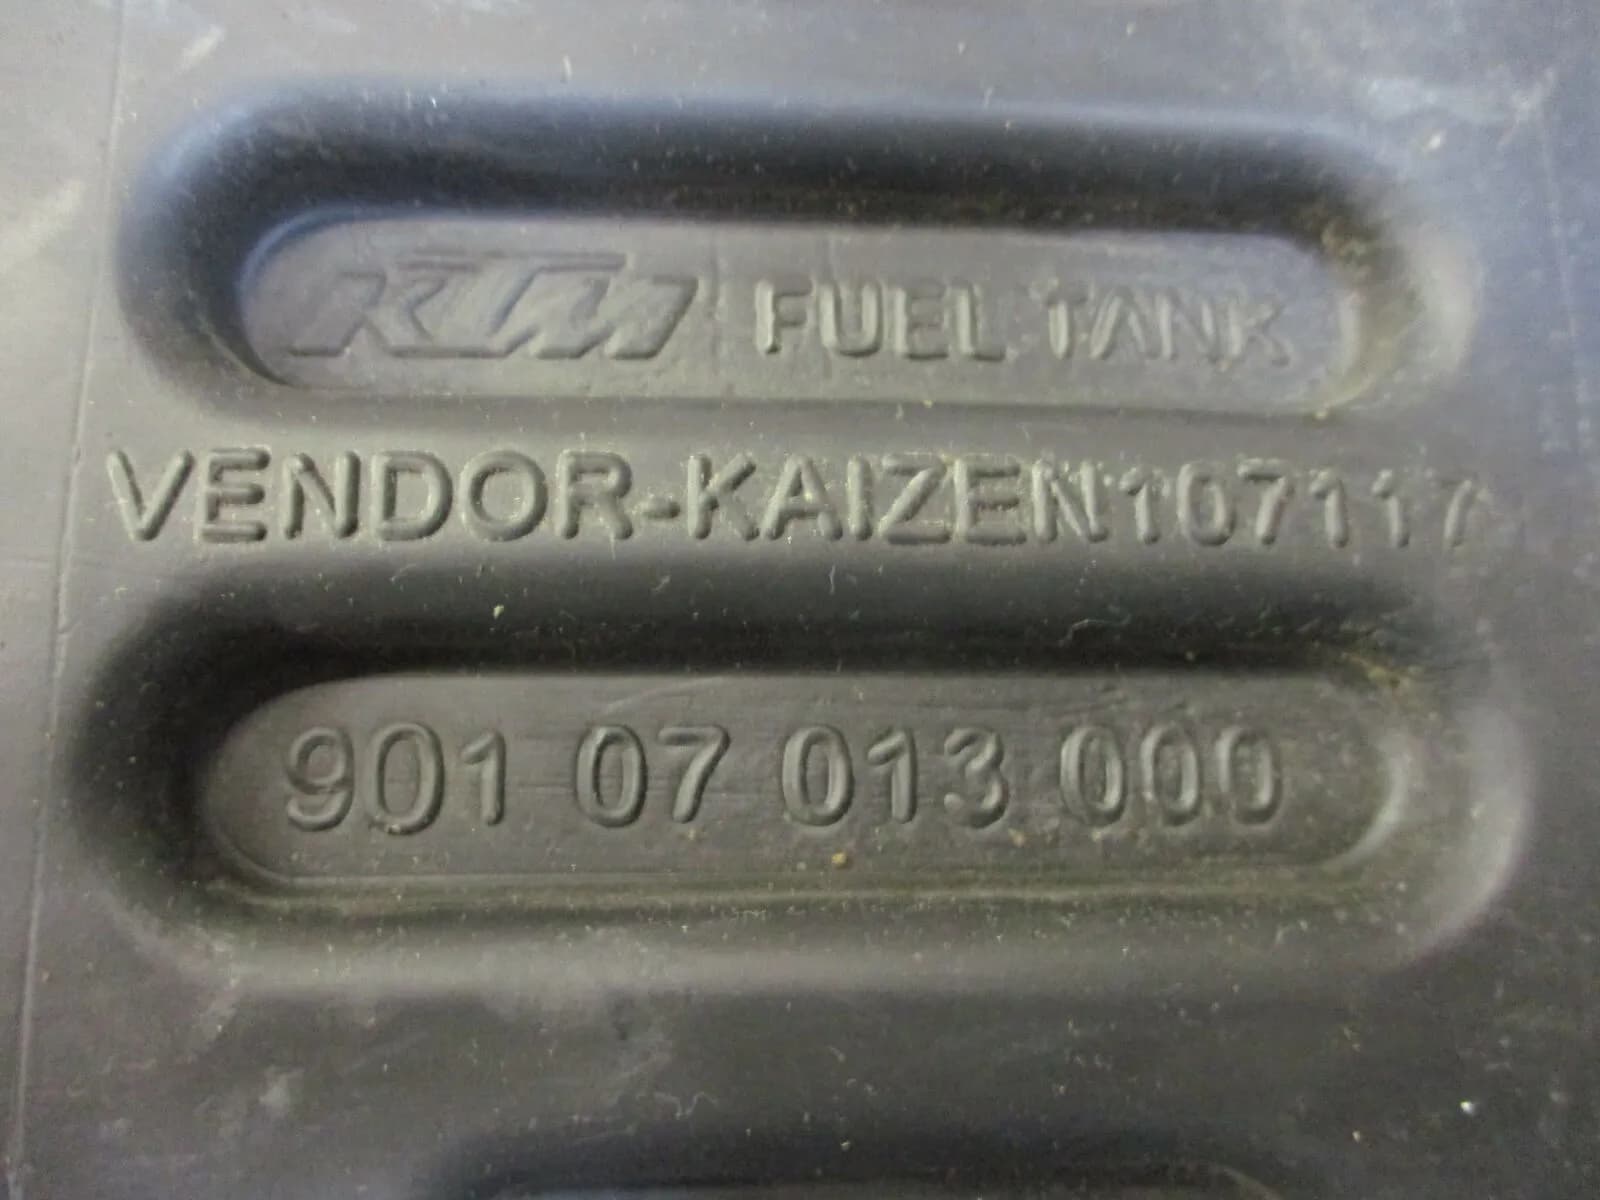 KTM FUEL TANK
VENDOR-KAIZEN107117
901 07 013 000